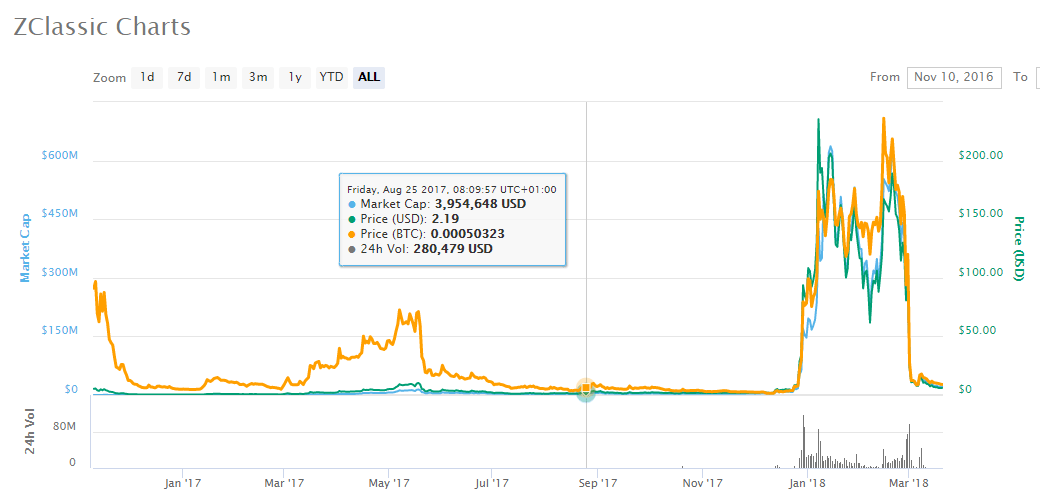 ZClassic Charts
Zoom 1d 7d 1m 3m 1y YTD ALL From Nov 10, 2016 To
$600M $200.00
Friday, Aug 25 2017, 08:09:57 UTC+01:00
Market Cap: 3,954,648 USD
Price (USD): 2.19
Price (BTC): 0.00050323
24h Vol: 280,479 USD
$450M $150.00
Market Cap
Price (USD)
$300M $100.00
$150M $50.00
$0 $0
24h Vol
80M
0
Jan '17 Mar '17 May '17 Jul '17 Sep '17 Nov '17 Jan '18 Mar '18